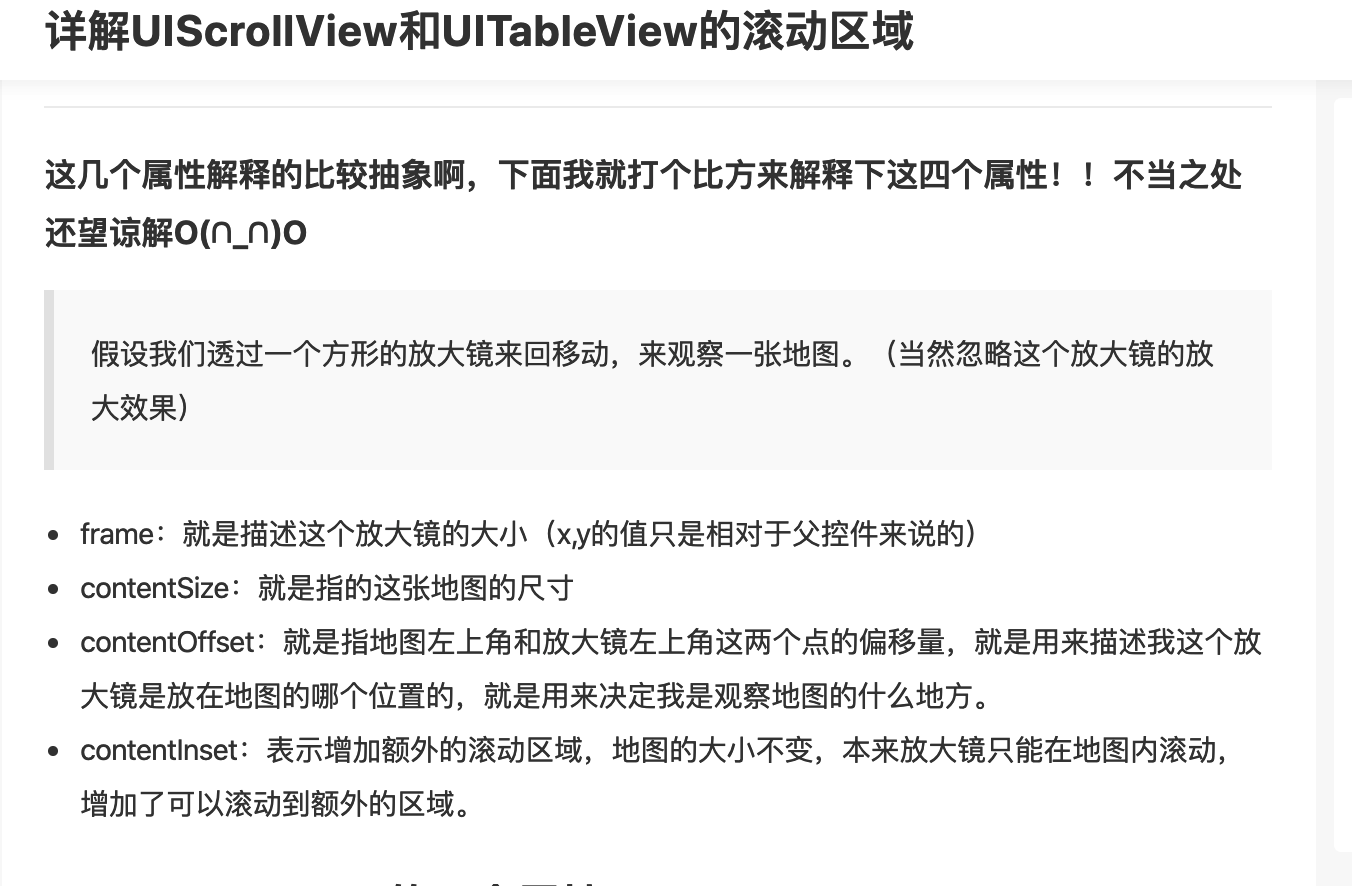 详解UIScrollView和UITableView的滚动区域
这几个属性解释的比较抽象啊，下面我就打个比方来解释下这四个属性！！不当之处
还望谅解O(∩_∩)O
假设我们透过一个方形的放大镜来回移动，来观察一张地图。（当然忽略这个放大镜的放
大效果）
• frame：就是描述这个放大镜的大小（x,y的值只是相对于父控件来说的）
• contentSize：就是指的这张地图的尺寸
• contentOffset：就是指地图左上角和放大镜左上角这两个点的偏移量，就是用来描述我这个放
大镜是放在地图的哪个位置的，就是用来决定我是观察地图的什么地方。
• contentInset：表示增加额外的滚动区域，地图的大小不变，本来放大镜只能在地图内滚动，
增加了可以滚动到额外的区域。